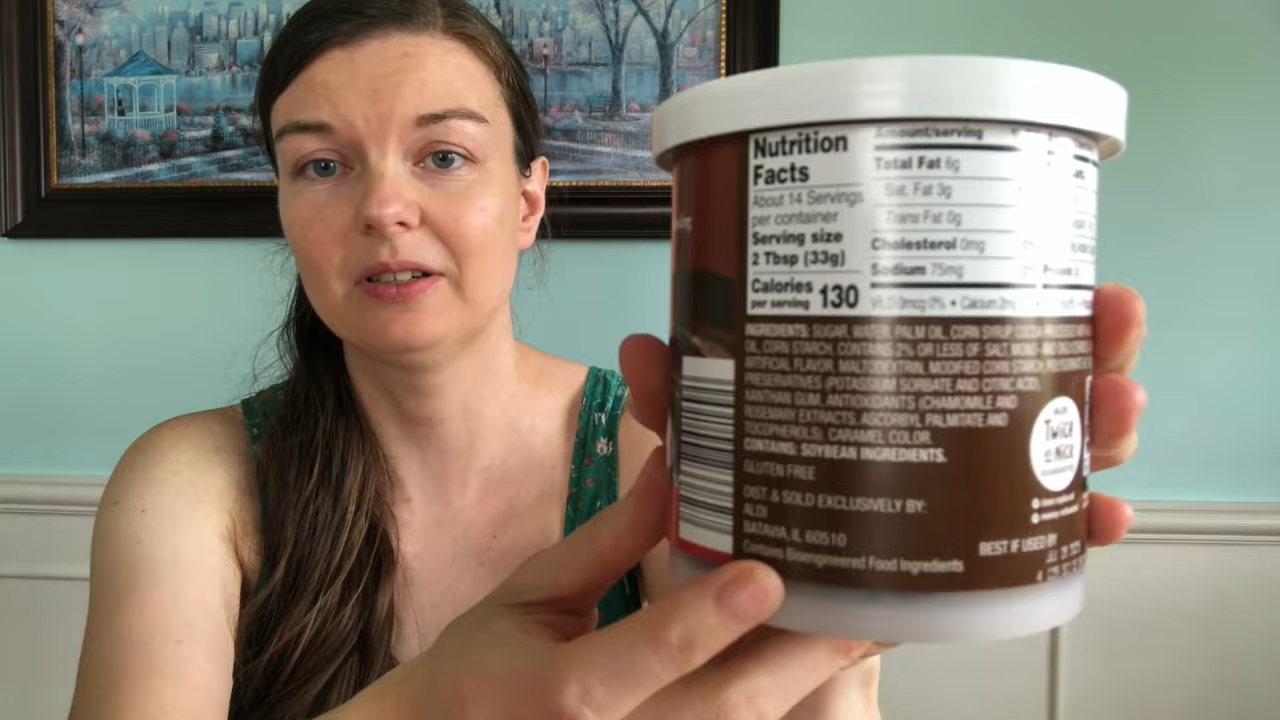 Nutrition
Facts
About 14 Servings
per container
Serving size
2 Tbsp (33g)
Calories
per serving 130
Amount/serving
Total Fat 6g
Sat. Fat 3g
Trans Fat 0g
Cholesterol 0mg
Sodium 75mg
Vit. D 0mcg 0% • Calcium
INGREDIENTS: SUGAR, WATER, PALM OIL, CORN SYRUP,
OIL, CORN STARCH, CONTAINS 2% OR LESS OF SALT,
ARTIFICIAL FLAVOR, MALTODEXTRIN, MODIFIED CORN STARCH,
PRESERVATIVES (POTASSIUM SORBATE AND CITRIC ACID,
XANTHAN GUM, ANTIOXIDANTS (CHAMOMILE AND
ROSEMARY EXTRACTS, ASCORBYL PALMITATE AND
TOCOPHEROLS), CARAMEL COLOR.
CONTAINS: SOYBEAN INGREDIENTS.
GLUTEN FREE
DIST. & SOLD EXCLUSIVELY BY:
ALDI
BATAVIA, IL 60510
Contains Bioengineered Food Ingredients
TWICE
as NICE
BEST IF USED BY